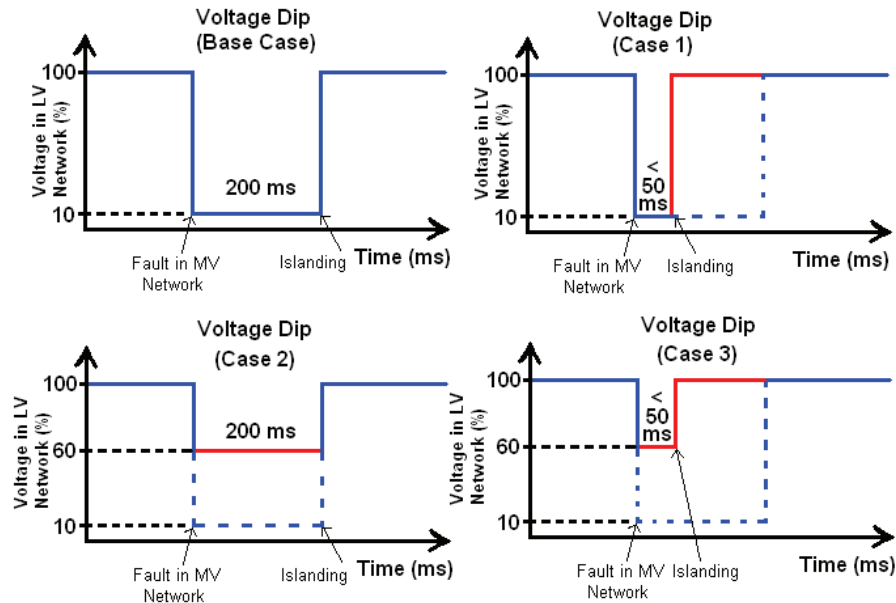 Voltage Dip
(Base Case)
Voltage in LV
Network (%)
100
10
200 ms
Fault in MV
Network
Islanding
Time (ms)
Voltage Dip
(Case 1)
Voltage in LV
Network (%)
100
10
<
50
ms
Fault in MV
Network
Islanding
Time (ms)
Voltage Dip
(Case 2)
Voltage in LV
Network (%)
100
60
10
200 ms
Fault in MV
Network
Islanding
Time (ms)
Voltage Dip
(Case 3)
Voltage in LV
Network (%)
100
60
10
<
50
ms
Fault in MV
Network
Islanding
Time (ms)